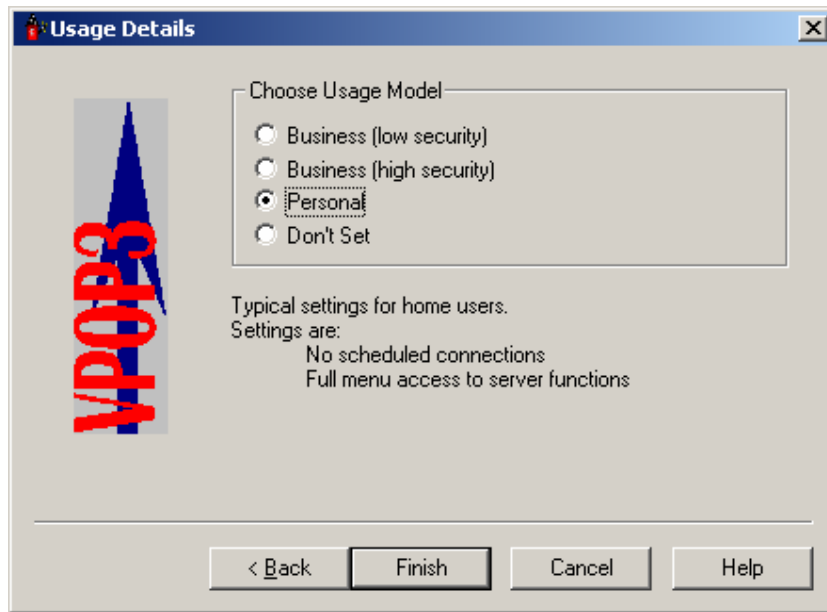 Usage Details
Choose Usage Model
Business (low security)
Business (high security)
Personal
Don't Set
VPOP3
Typical settings for home users.
Settings are:
No scheduled connections
Full menu access to server functions
< Back
Finish
Cancel
Help